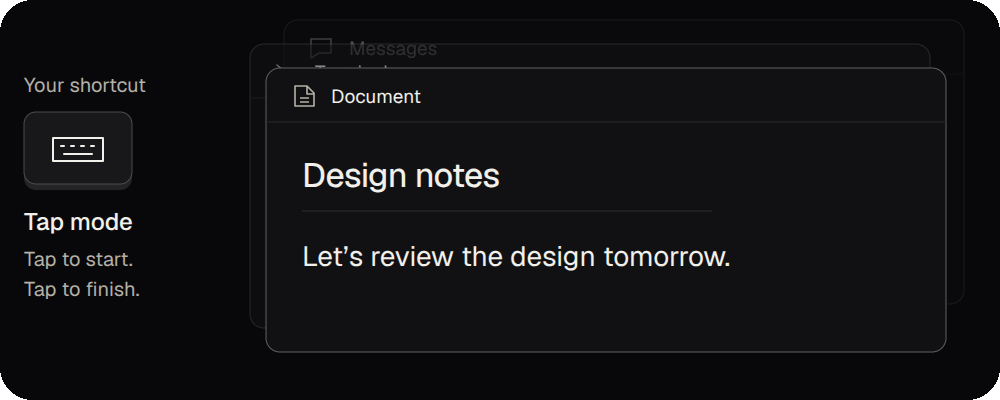 Your shortcut
Tap mode
Tap to start.
Tap to finish.
Messages
Document
Design notes
Let’s review the design tomorrow.